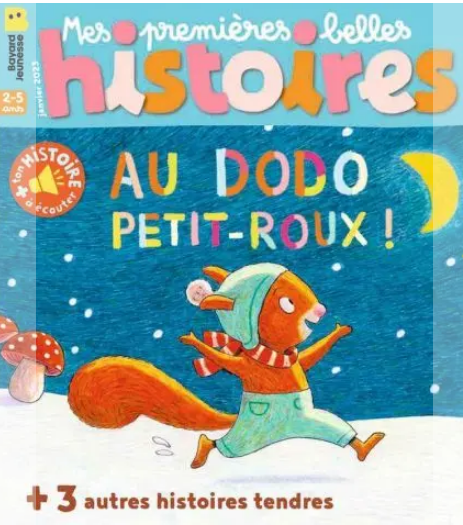 Bayard
Jeunesse
2-5
ans
janvier 2023
Mes premières belles
histoires
ton
HISTOIRE
à écouter
AU DODO
PETIT-ROUX !
+ 3 autres histoires tendres